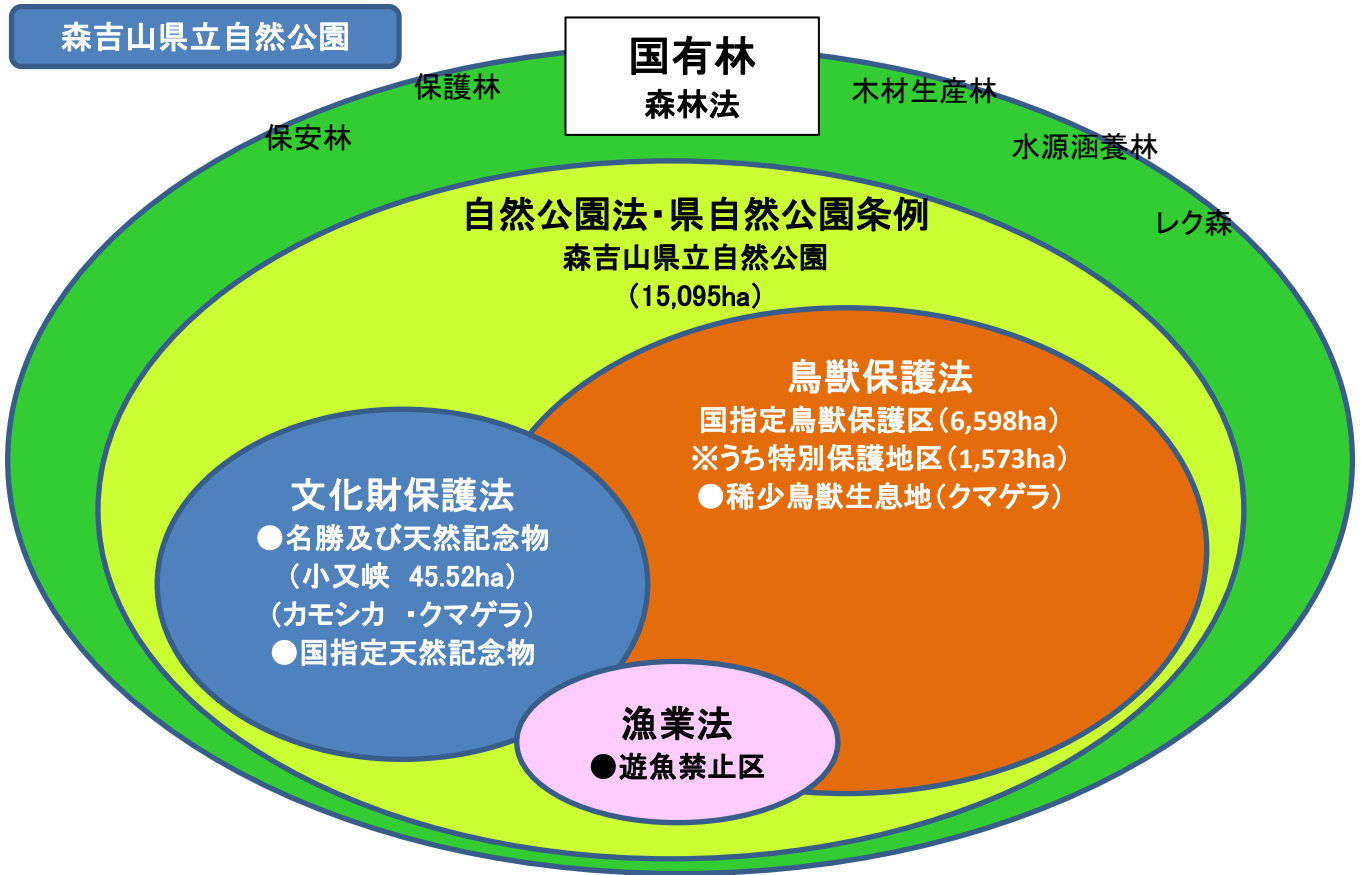 森吉山県立自然公園
国有林
森林法
保護林
保安林
木材生産林
水源涵養林
レク森
自然公園法・県自然公園条例
森吉山県立自然公園
（15,095ha）
鳥獣保護法
国指定鳥獣保護区（6,598ha）
※うち特別保護地区（1,573ha）
●稀少鳥獣生息地（クマゲラ）
文化財保護法
●名勝及び天然記念物
（小又峡　45.52ha）
（カモシカ　・クマゲラ）
●国指定天然記念物
漁業法
●遊魚禁止区